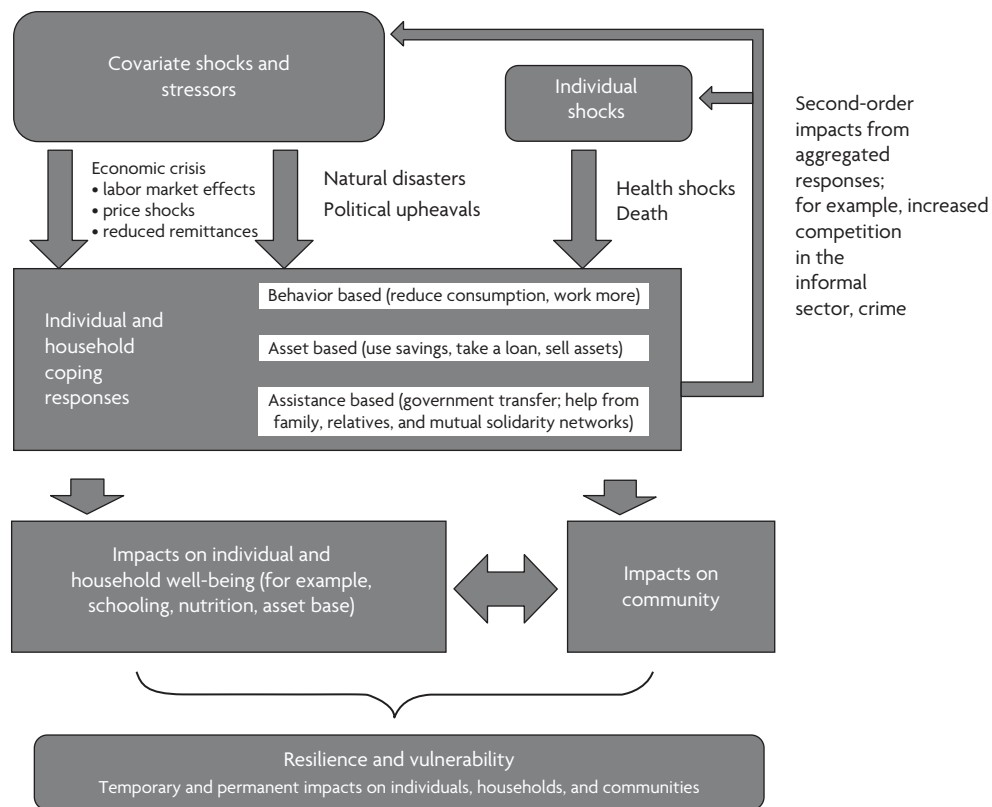 Covariate shocks and
stressors
Individual
shocks
Second-order
impacts from
aggregated
responses;
for example, increased
competition
in the
informal
sector, crime
Economic crisis
• labor market effects
• price shocks
• reduced remittances
Natural disasters
Political upheavals
Health shocks
Death
Individual and
household
coping
responses
Behavior based (reduce consumption, work more)
Asset based (use savings, take a loan, sell assets)
Assistance based (government transfer; help from
family, relatives, and mutual solidarity networks)
Impacts on individual and
household well-being (for example,
schooling, nutrition, asset base)
Impacts on
community
Resilience and vulnerability
Temporary and permanent impacts on individuals, households, and communities